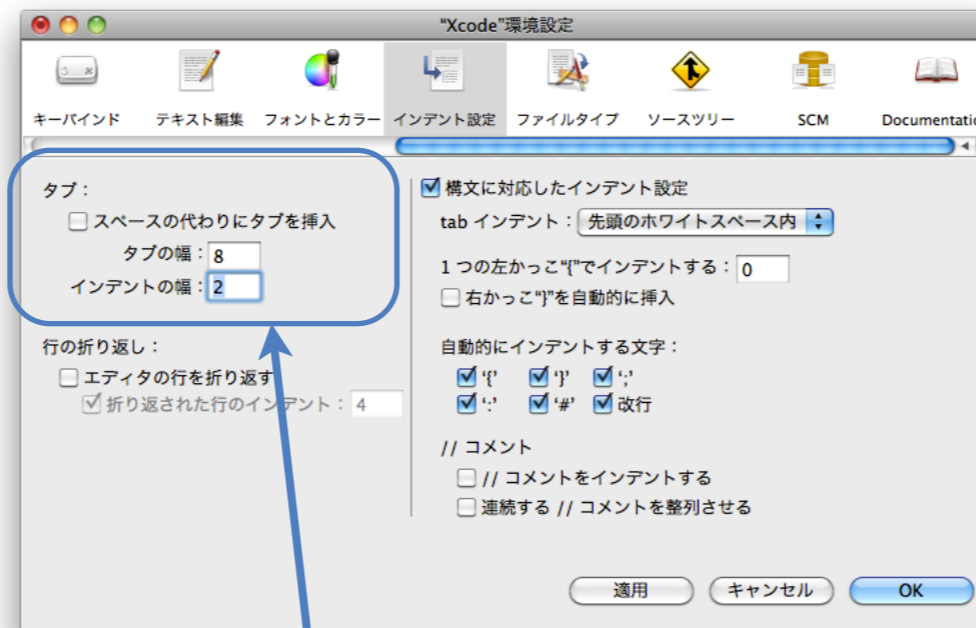 “Xcode”環境設定
キーバインド テキスト編集 フォントとカラー インデント設定 ファイルタイプ ソースツリー SCM Documentatio
タブ：
スペースの代わりにタブを挿入
タブの幅：8
インデントの幅：2
行の折り返し：
エディタの行を折り返す
折り返された行のインデント：4
構文に対応したインデント設定
tab インデント：先頭のホワイトスペース内
1 つの左かっこ“{”でインデントする：0
右かっこ“}”を自動的に挿入
自動的にインデントする文字：
‘{’ ‘}’ ‘;’
‘:’ ‘#’ 改行
// コメント
// コメントをインデントする
連続する // コメントを整列させる
適用 キャンセル OK